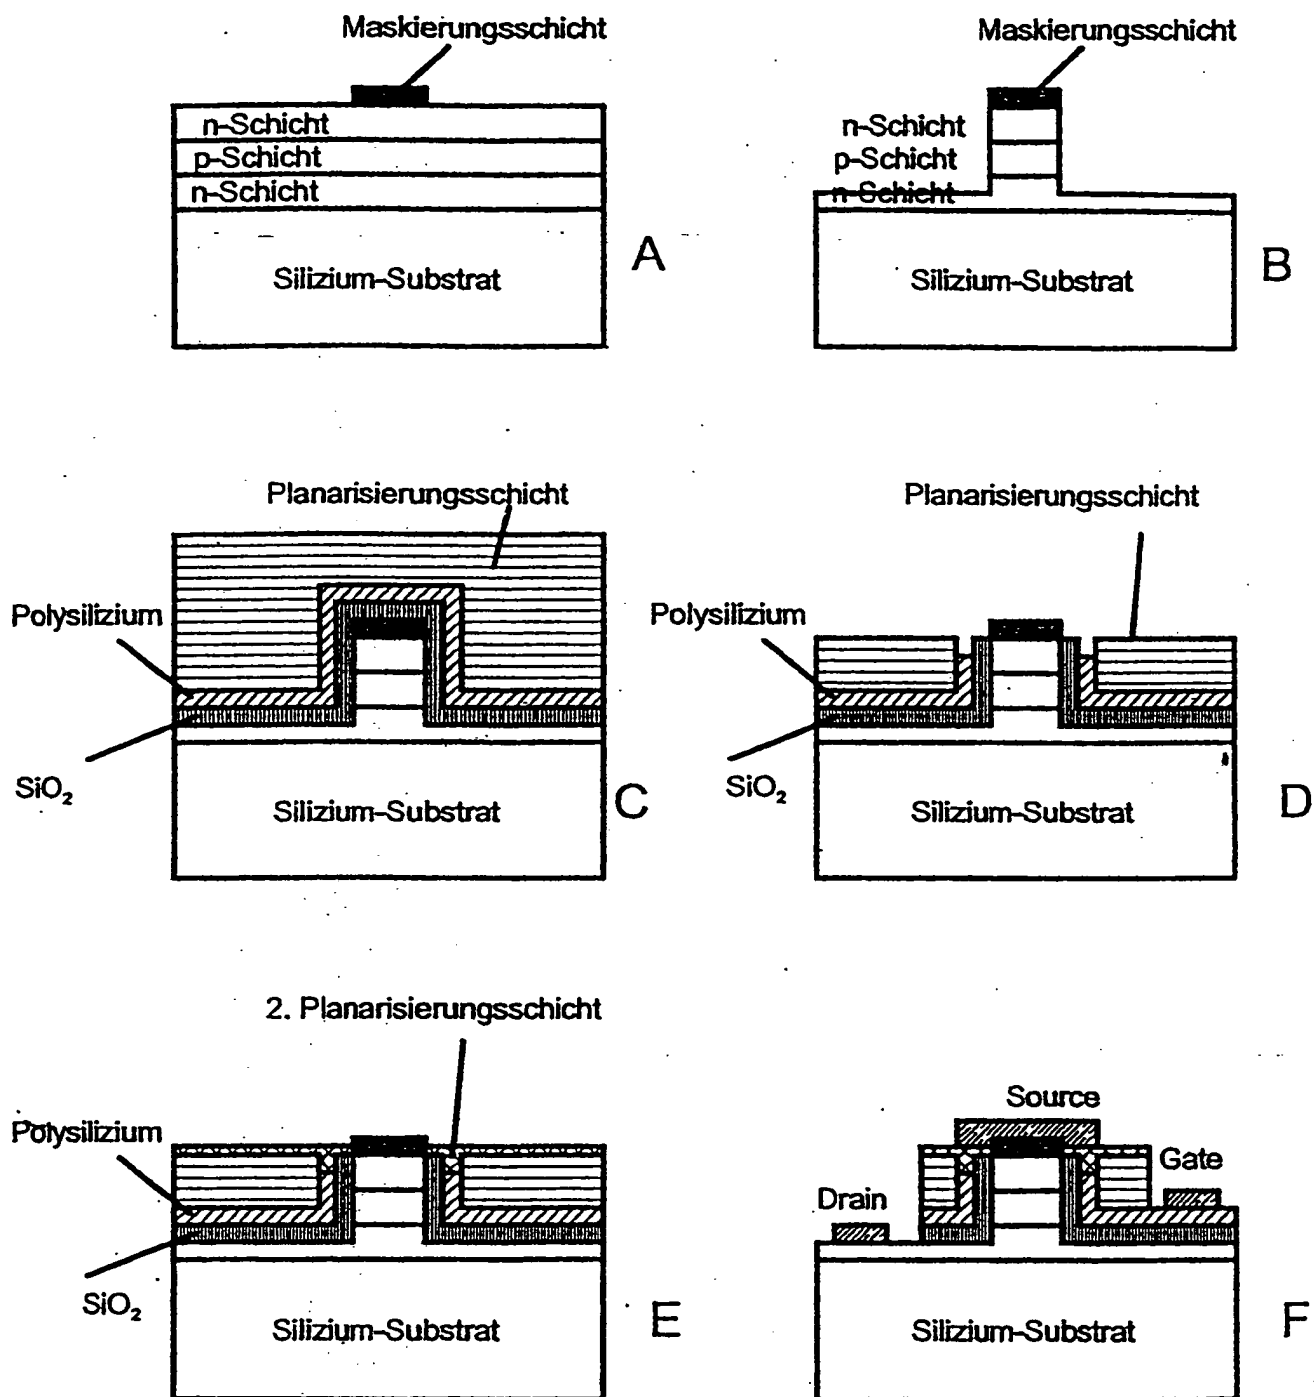 Maskierungsschicht
n-Schicht
p-Schicht
n-Schicht
Silizium-Substrat
A
Maskierungsschicht
n-Schicht
p-Schicht
n-Schicht
Silizium-Substrat
B
Planarisierungsschicht
Polysilizium
SiO₂
Silizium-Substrat
C
Planarisierungsschicht
Polysilizium
SiO₂
Silizium-Substrat
D
2. Planarisierungsschicht
Polysilizium
SiO₂
Silizium-Substrat
E
Source
Gate
Drain
Silizium-Substrat
F